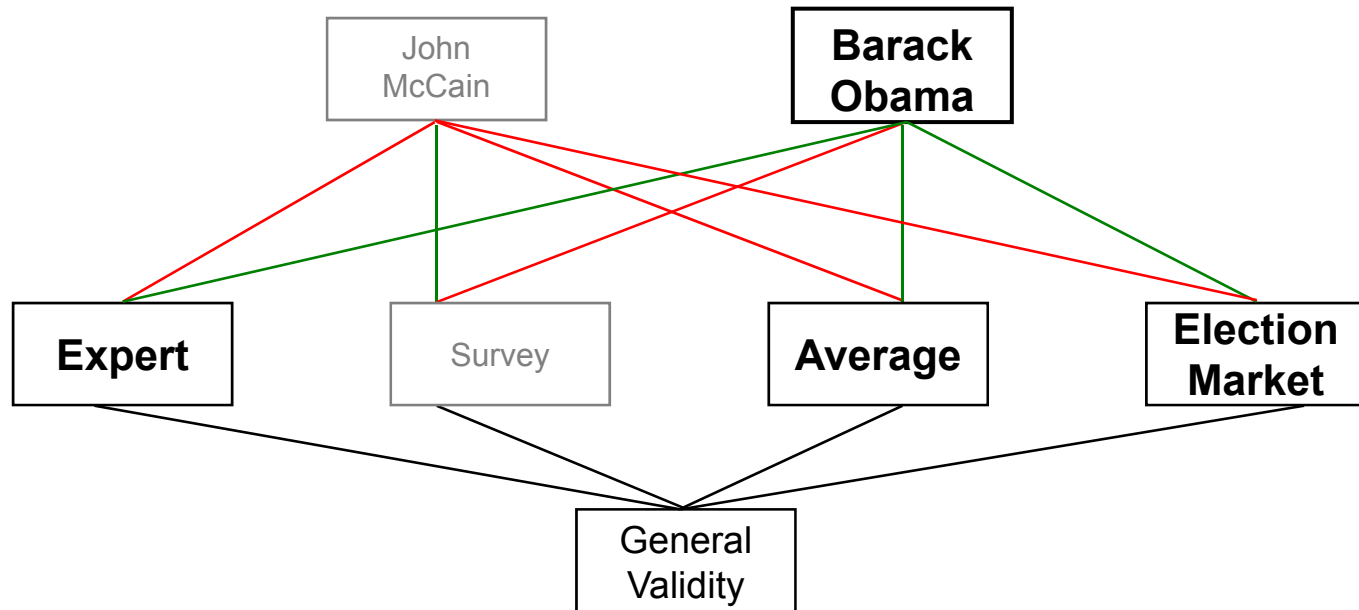 John
McCain
Barack
Obama
Expert
Survey
Average
Election
Market
General
Validity